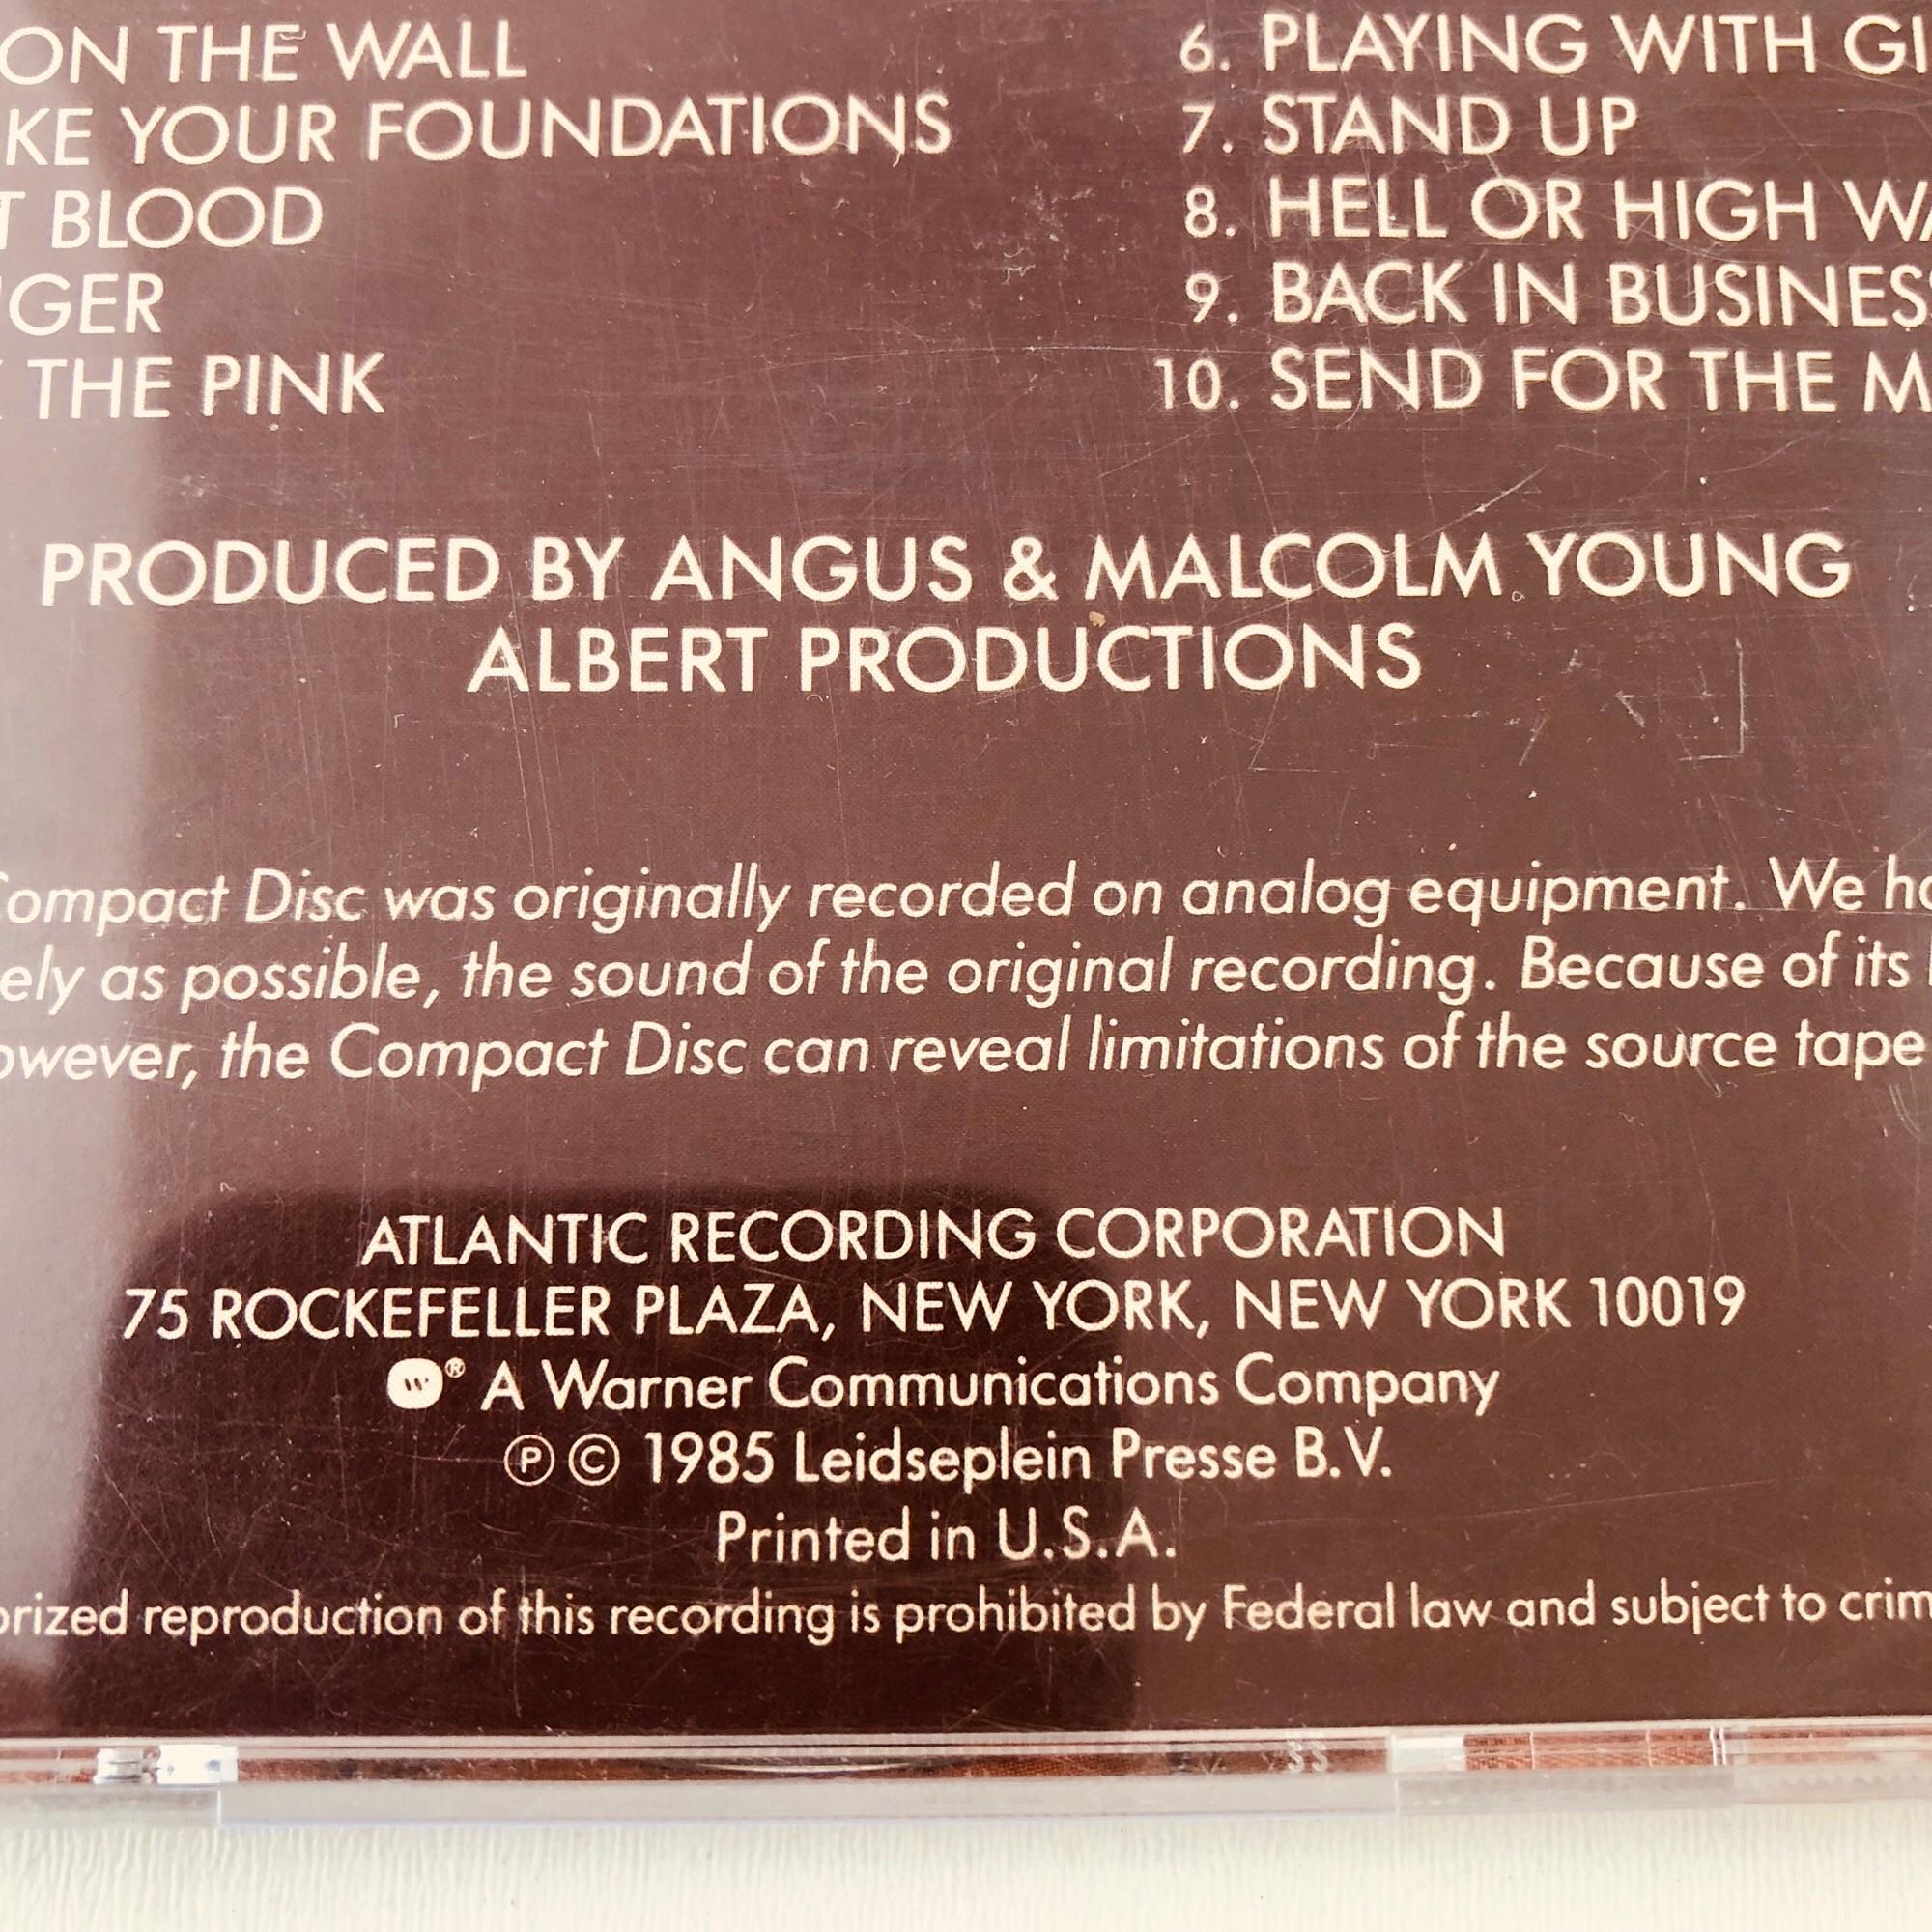 ON THE WALL
KE YOUR FOUNDATIONS
T BLOOD
GER
THE PINK
6. PLAYING WITH GI
7. STAND UP
8. HELL OR HIGH WA
9. BACK IN BUSINES
10. SEND FOR THE M
PRODUCED BY ANGUS & MALCOLM YOUNG
ALBERT PRODUCTIONS
Compact Disc was originally recorded on analog equipment. We ha
ely as possible, the sound of the original recording. Because of its
owever, the Compact Disc can reveal limitations of the source tape
ATLANTIC RECORDING CORPORATION
75 ROCKEFELLER PLAZA, NEW YORK, NEW YORK 10019
® A Warner Communications Company
Ⓟ © 1985 Leidseplein Presse B.V.
Printed in U.S.A.
orized reproduction of this recording is prohibited by Federal law and subject to crim